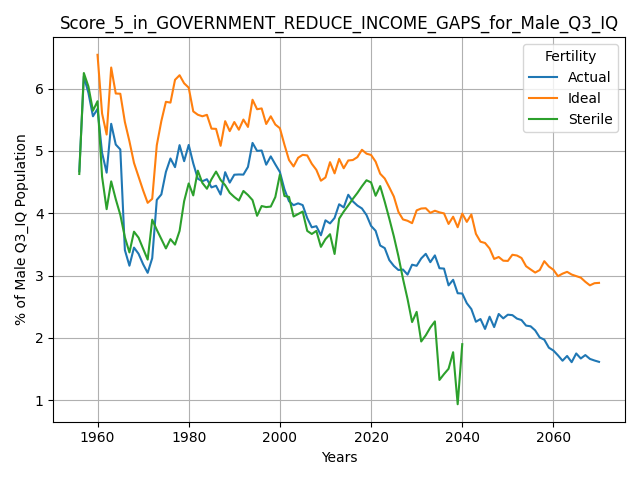 Score_5_in_GOVERNMENT_REDUCE_INCOME_GAPS_for_Male_Q3_IQ
Fertility
Actual
Ideal
Sterile
% of Male Q3_IQ Population
6
5
4
3
2
1
1960 1980 2000 2020 2040 2060
Years